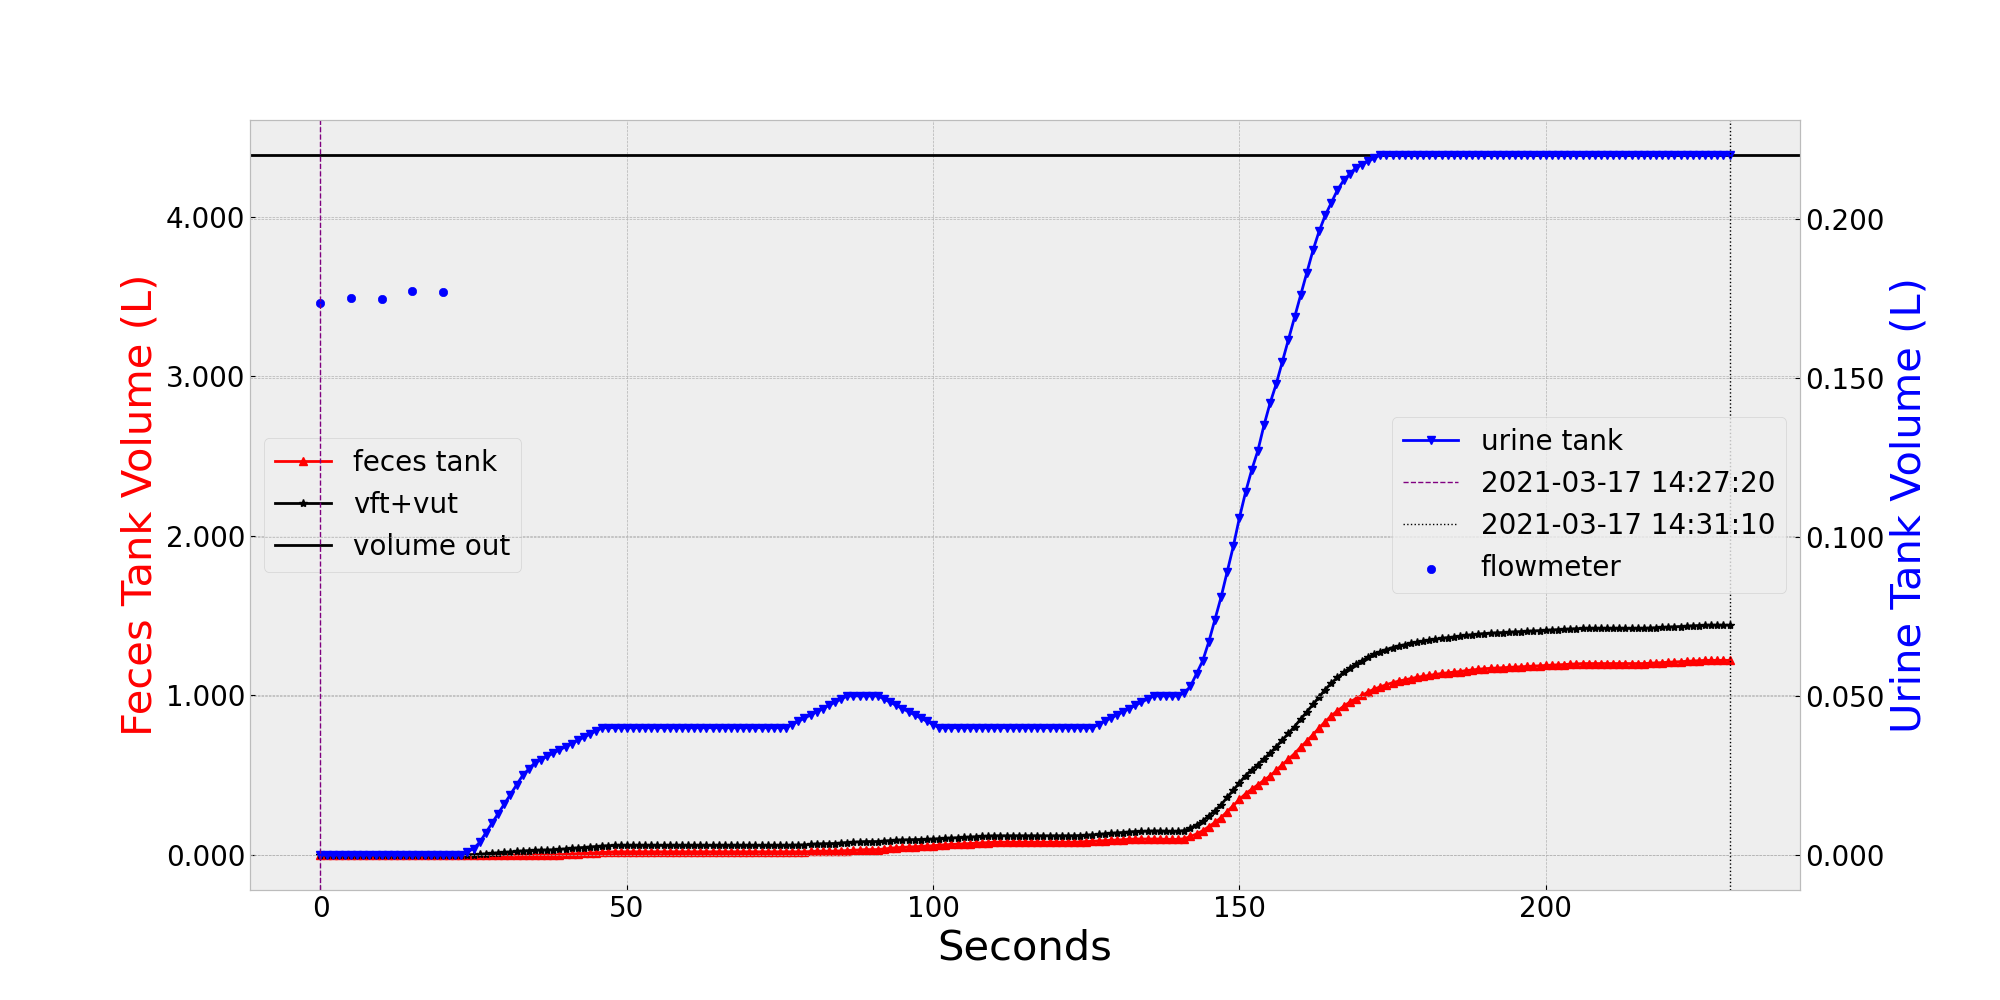 4.000
3.000
2.000
1.000
0.000
Feces Tank Volume (L)
feces tank
vft+vut
volume out
urine tank
2021-03-17 14:27:20
2021-03-17 14:31:10
flowmeter
0.200
0.150
0.100
0.050
0.000
Urine Tank Volume (L)
0 50 100 150 200
Seconds